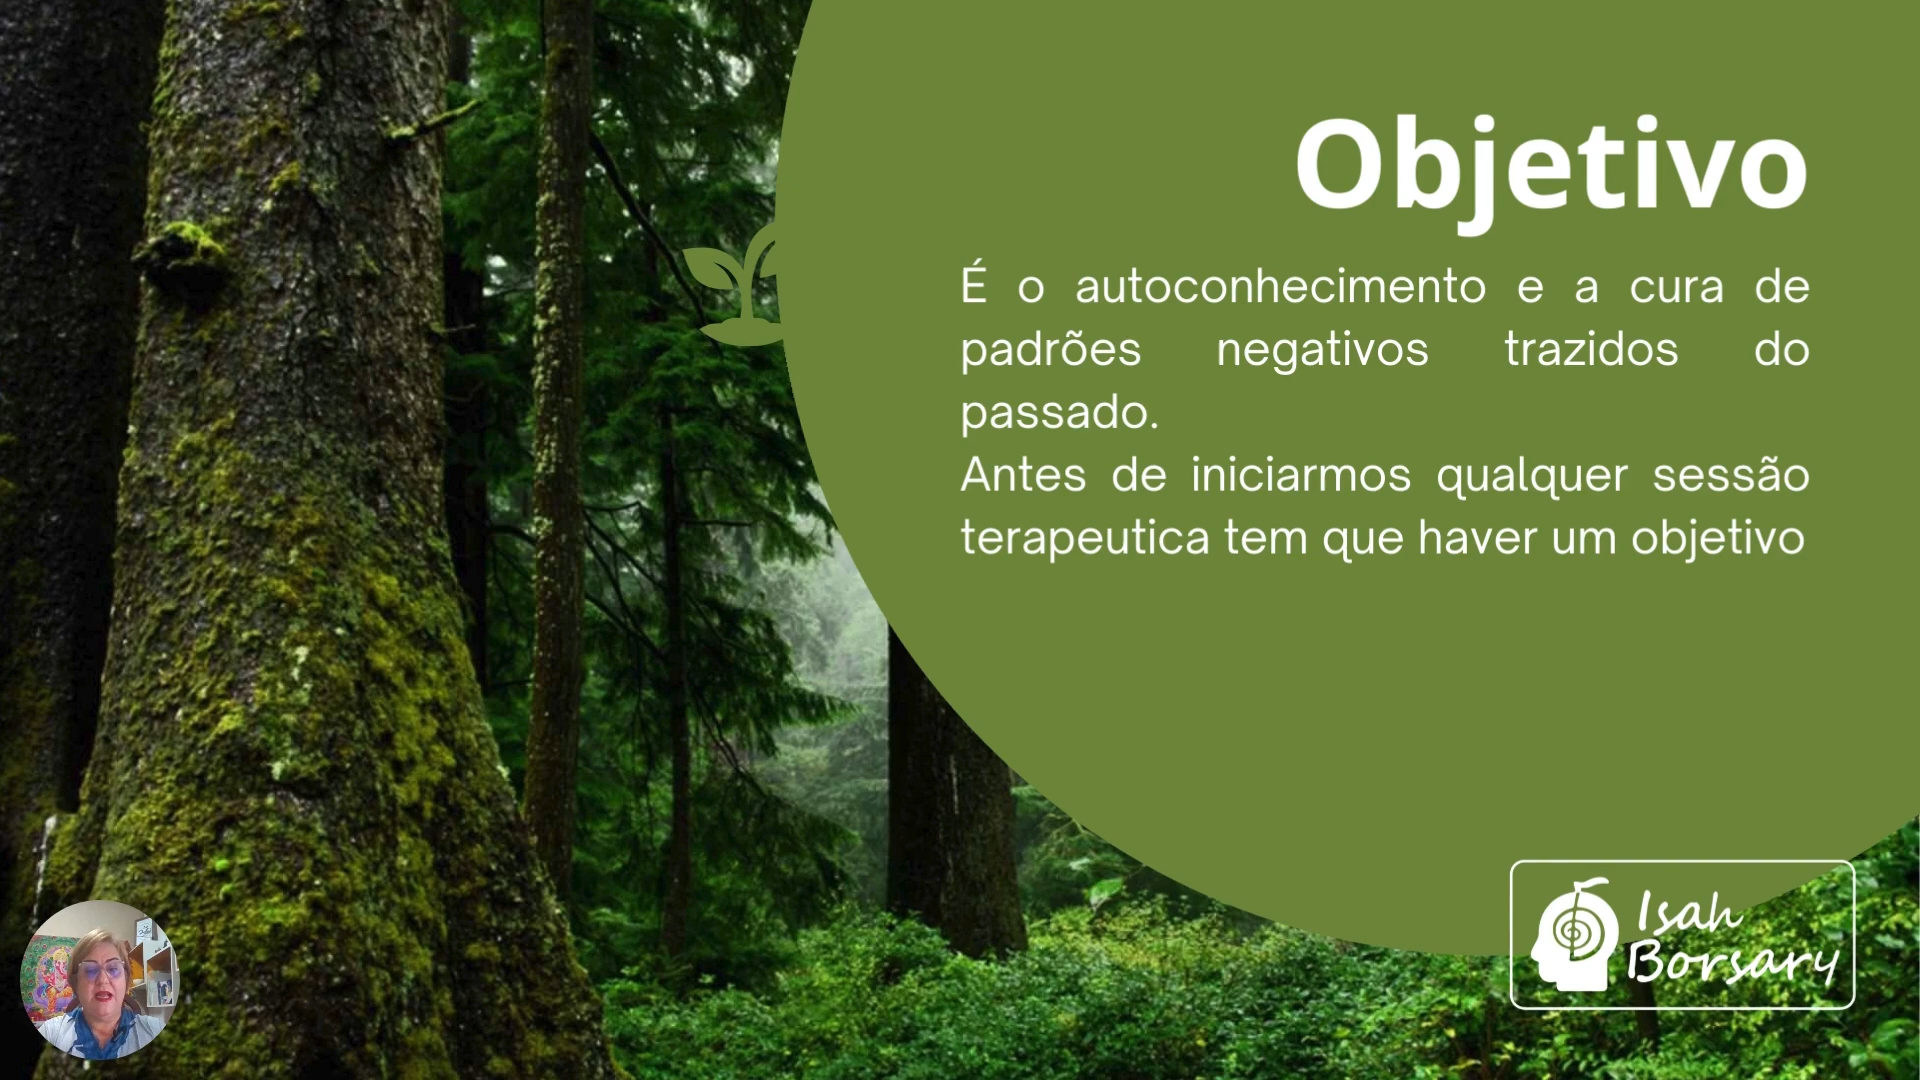 Objetivo
É o autoconhecimento e a cura de
padrões negativos trazidos do
passado.
Antes de iniciarmos qualquer sessão
terapeutica tem que haver um objetivo
Isah
Borsary